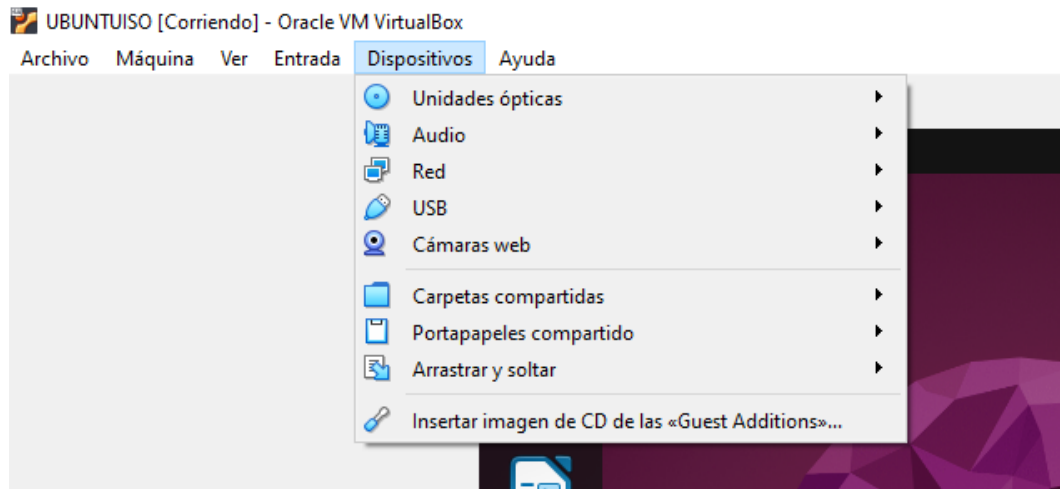 UBUNTUISO [Corriendo] - Oracle VM VirtualBox
Archivo Máquina Ver Entrada Dispositivos Ayuda
Unidades ópticas
Audio
Red
USB
Cámaras web
Carpetas compartidas
Portapapeles compartido
Arrastrar y soltar
Insertar imagen de CD de las «Guest Additions»...